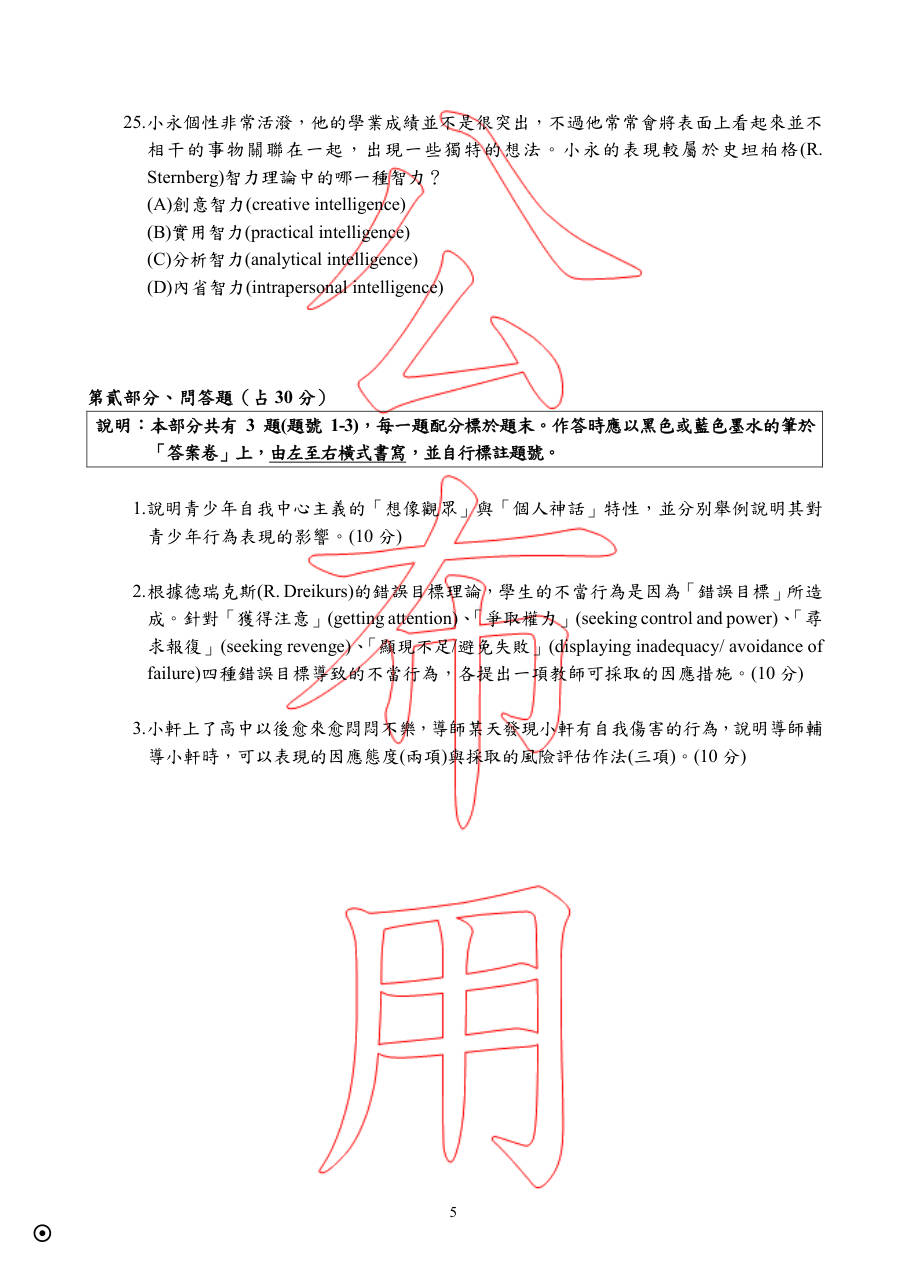 25.小永個性非常活潑，他的學業成績並不是很突出，不過他常常會將表面上看起來並不
相干的事物關聯在一起，出現一些獨特的想法。小永的表現較屬於史坦柏格(R.
Sternberg)智力理論中的哪一種智力？
(A)創意智力(creative intelligence)
(B)實用智力(practical intelligence)
(C)分析智力(analytical intelligence)
(D)內省智力(intrapersonal intelligence)
第貳部分、問答題（占 30 分）
說明：本部分共有 3 題(題號 1-3)，每一題配分標於題末。作答時應以黑色或藍色墨水的筆於
「答案卷」上，由左至右橫式書寫，並自行標註題號。
1.說明青少年自我中心主義的「想像觀眾」與「個人神話」特性，並分別舉例說明其對
青少年行為表現的影響。(10 分)
2.根據德瑞克斯(R. Dreikurs)的錯誤目標理論，學生的不當行為是因為「錯誤目標」所造
成。針對「獲得注意」(getting attention)、「爭取權力」(seeking control and power)、「尋
求報復」(seeking revenge)、「顯現不足/避免失敗」(displaying inadequacy/ avoidance of
failure)四種錯誤目標導致的不當行為，各提出一項教師可採取的因應措施。(10 分)
3.小軒上了高中以後愈來愈悶悶不樂，導師某天發現小軒有自我傷害的行為，說明導師輔
導小軒時，可以表現的因應態度(兩項)與採取的風險評估作法(三項)。(10 分)
公
布
用
5